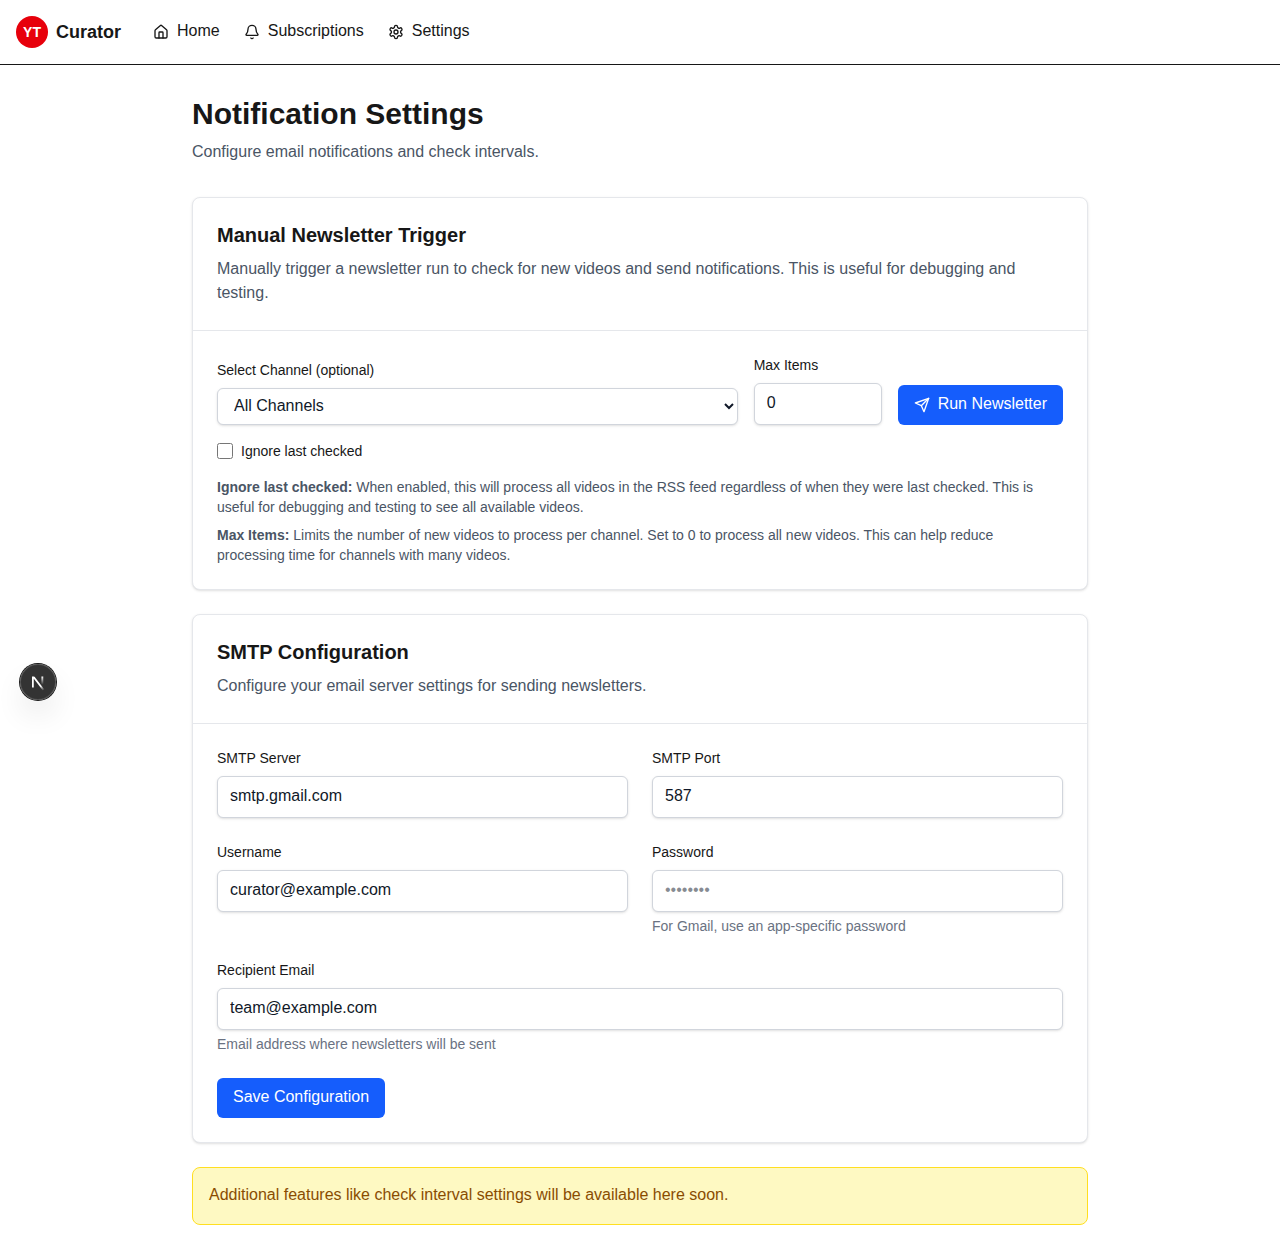 YT Curator Home Subscriptions Settings
Notification Settings
Configure email notifications and check intervals.
Manual Newsletter Trigger
Manually trigger a newsletter run to check for new videos and send notifications. This is useful for debugging and
testing.
Select Channel (optional)
All Channels
Max Items
0
Run Newsletter
Ignore last checked
Ignore last checked: When enabled, this will process all videos in the RSS feed regardless of when they were last checked. This is
useful for debugging and testing to see all available videos.
Max Items: Limits the number of new videos to process per channel. Set to 0 to process all new videos. This can help reduce
processing time for channels with many videos.
SMTP Configuration
Configure your email server settings for sending newsletters.
SMTP Server
smtp.gmail.com
SMTP Port
587
Username
curator@example.com
Password
••••••••
For Gmail, use an app-specific password
Recipient Email
team@example.com
Email address where newsletters will be sent
Save Configuration
Additional features like check interval settings will be available here soon.
N